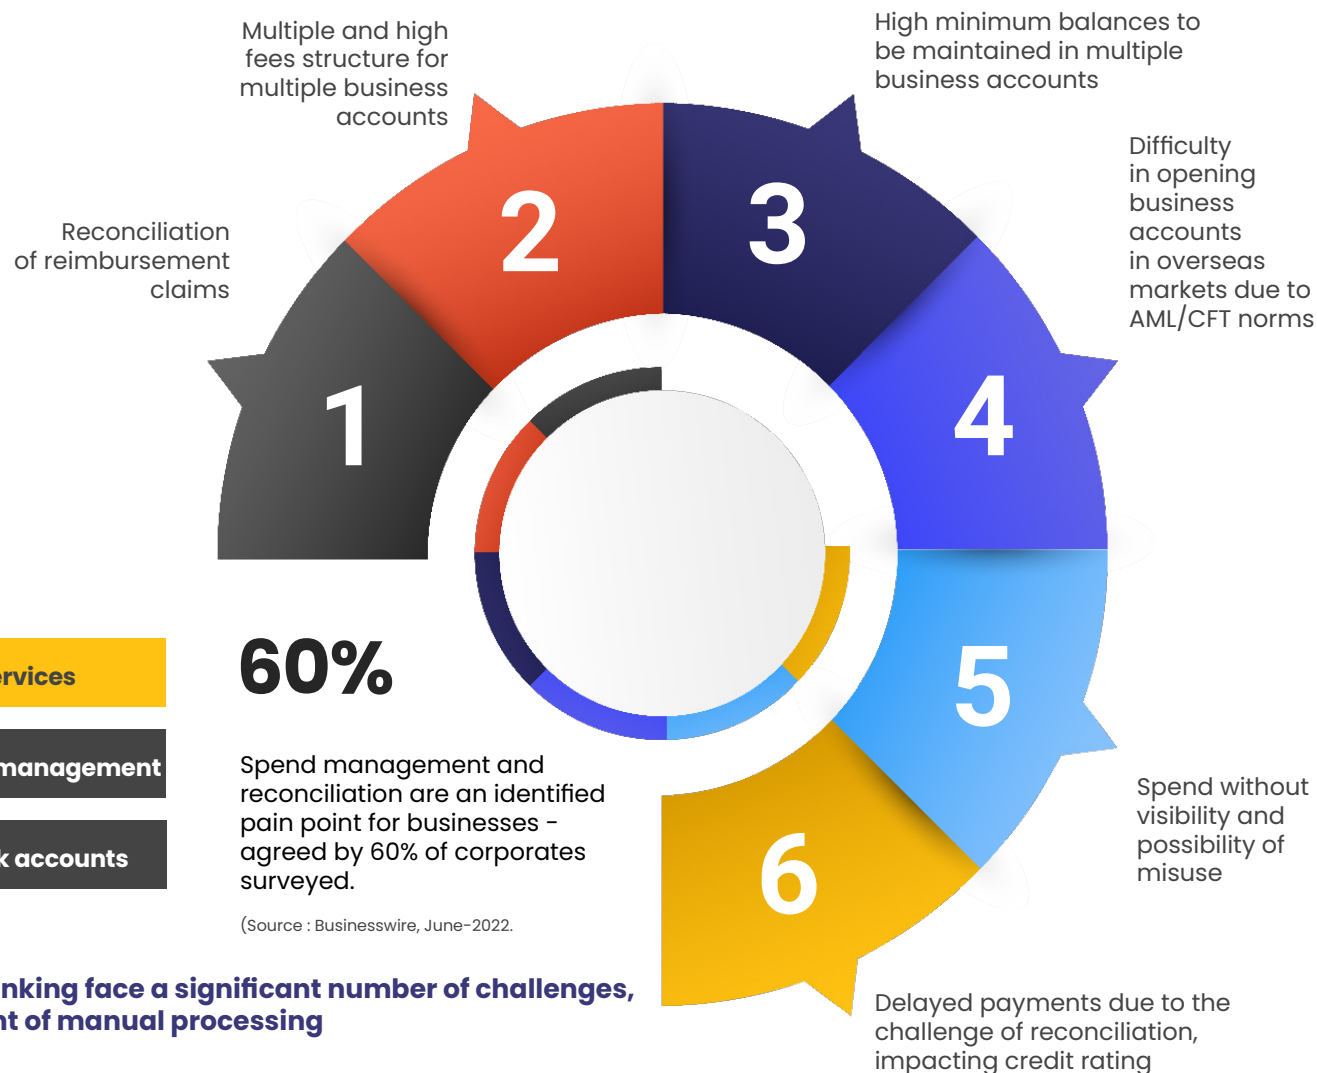 Multiple and high
fees structure for
multiple business
accounts
High minimum balances to
be maintained in multiple
business accounts
Difficulty
in opening
business
accounts
in overseas
markets due to
AML/CFT norms
Reconciliation
of reimbursement
claims
1
2
3
4
5
6
60%
Spend management and
reconciliation are an identified
pain point for businesses -
agreed by 60% of corporates
surveyed.
(Source : Businesswire, June-2022.
management
accounts
Spend without
visibility and
possibility of
misuse
face a significant number of challenges,
of manual processing
Delayed payments due to the
challenge of reconciliation,
impacting credit rating